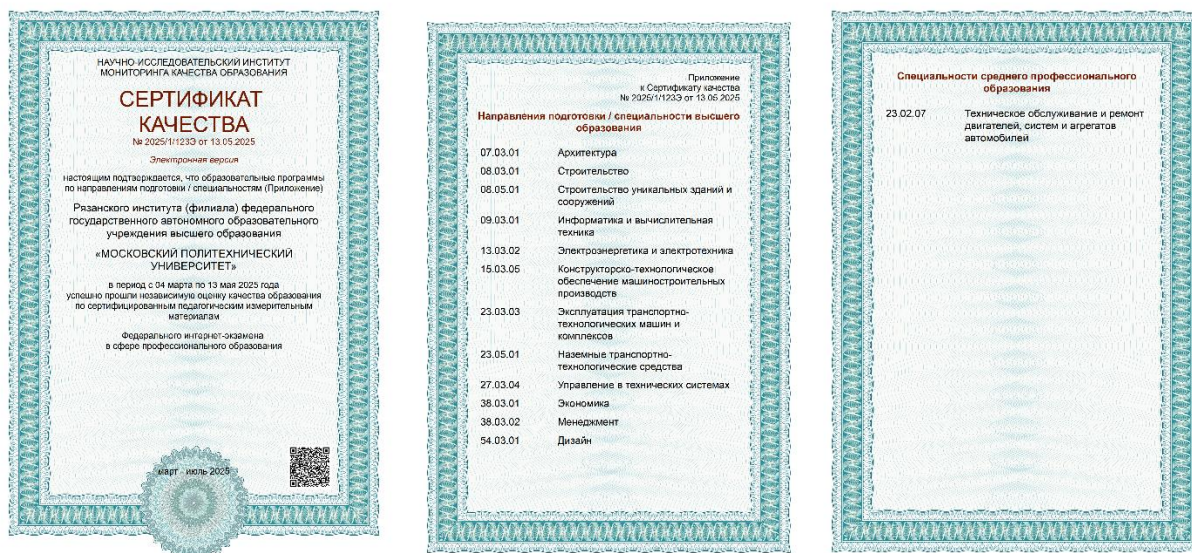 НАУЧНО-ИССЛЕДОВАТЕЛЬСКИЙ ИНСТИТУТ
МОНИТОРИНГА КАЧЕСТВА ОБРАЗОВАНИЯ
СЕРТИФИКАТ
КАЧЕСТВА
№ 2025/1/123Э от 13.05.2025
Электронная версия
настоящим подтверждается, что образовательные программы
по направлениям подготовки / специальностям (Приложение)
Рязанского института (филиала) федерального
государственного автономного образовательного
учреждения высшего образования
«МОСКОВСКИЙ ПОЛИТЕХНИЧЕСКИЙ
УНИВЕРСИТЕТ»
в период с 04 марта по 13 мая 2025 года
успешно прошли независимую оценку качества образования
по сертифицированным педагогическим измерительным
материалам
Федерального интернет-экзамена
в сфере профессионального образования
март - июль 2025
Приложение
к Сертификату качества
№ 2025/1/123Э от 13.05.2025
Направления подготовки / специальности высшего
образования
07.03.01 Архитектура
08.03.01 Строительство
08.05.01 Строительство уникальных зданий и
сооружений
09.03.01 Информатика и вычислительная
техника
13.03.02 Электроэнергетика и электротехника
15.03.05 Конструкторско-технологическое
обеспечение машиностроительных
производств
23.03.03 Эксплуатация транспортно-
технологических машин и
комплексов
23.05.01 Наземные транспортно-
технологические средства
27.03.04 Управление в технических системах
38.03.01 Экономика
38.03.02 Менеджмент
54.03.01 Дизайн
Специальности среднего профессионального
образования
23.02.07 Техническое обслуживание и ремонт
двигателей, систем и агрегатов
автомобилей